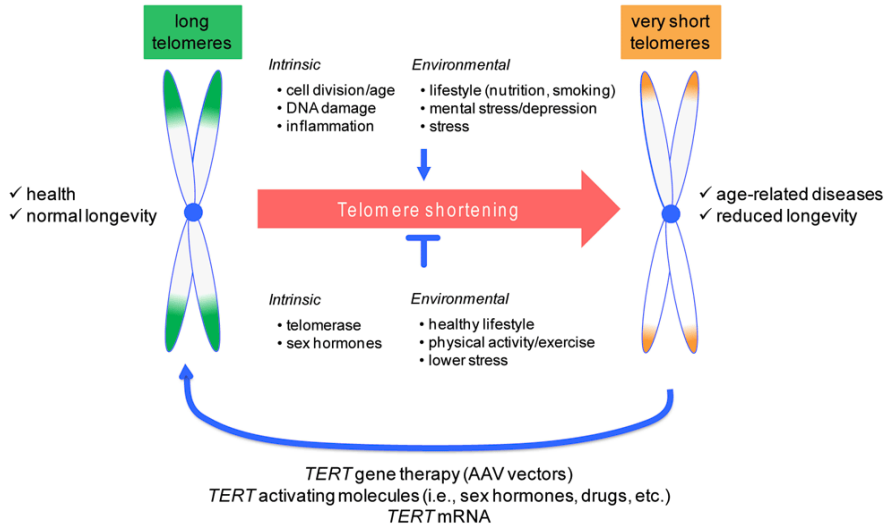 long
telomeres
very short
telomeres
Intrinsic
• cell division/age
• DNA damage
• inflammation
Environmental
• lifestyle (nutrition, smoking)
• mental stress/depression
• stress
✓ health
✓ normal longevity
Telomere shortening
✓ age-related diseases
✓ reduced longevity
Intrinsic
• telomerase
• sex hormones
Environmental
• healthy lifestyle
• physical activity/exercise
• lower stress
TERT gene therapy (AAV vectors)
TERT activating molecules (i.e., sex hormones, drugs, etc.)
TERT mRNA